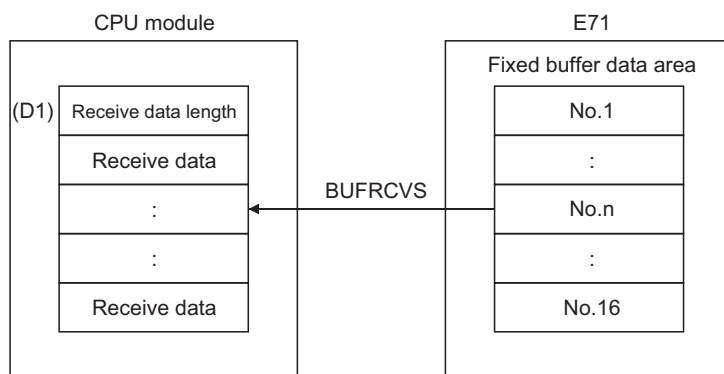 CPU module
E71
Fixed buffer data area
(D1)
Receive data length
No.1
Receive data
:
BUFRCVS
:
No.n
:
:
Receive data
No.16